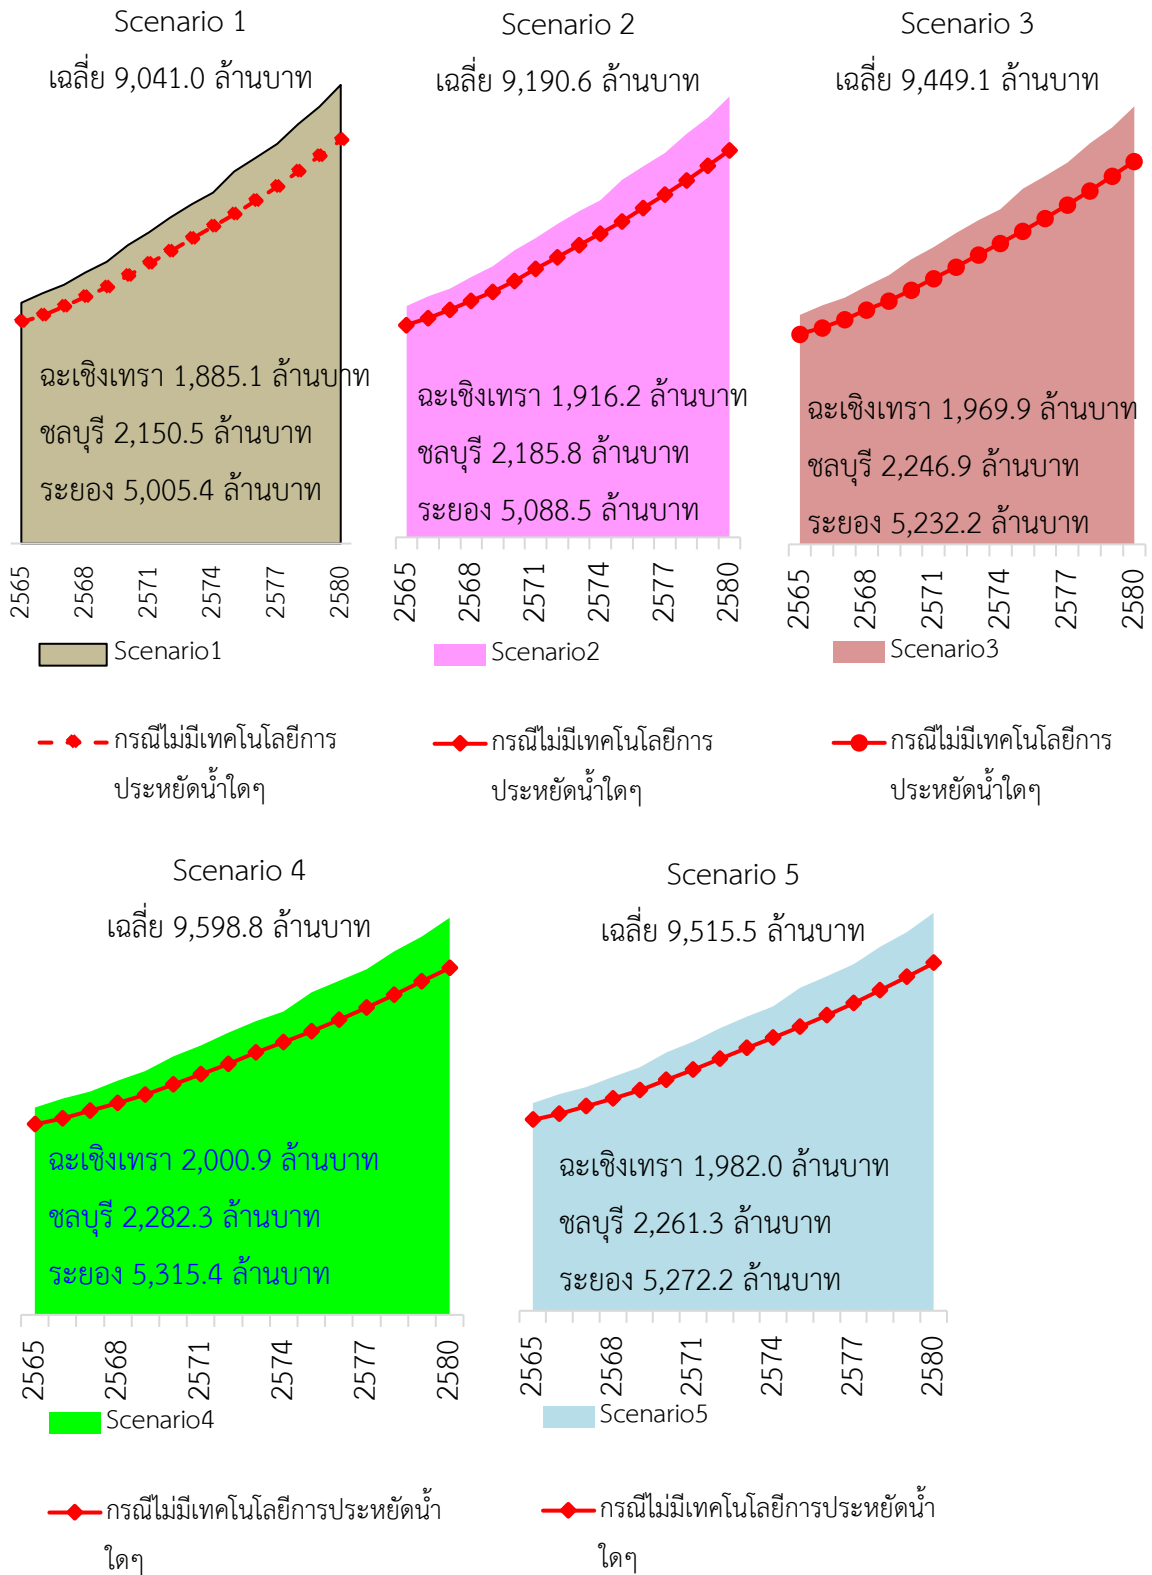 Scenario 1
เฉลี่ย 9,041.0 ล้านบาท
ฉะเชิงเทรา 1,885.1 ล้านบาท
ชลบุรี 2,150.5 ล้านบาท
ระยอง 5,005.4 ล้านบาท
2565 2568 2571 2574 2577 2580
Scenario1
กรณีไม่มีเทคโนโลยีการ
ประหยัดน้ำใดๆ
Scenario 2
เฉลี่ย 9,190.6 ล้านบาท
ฉะเชิงเทรา 1,916.2 ล้านบาท
ชลบุรี 2,185.8 ล้านบาท
ระยอง 5,088.5 ล้านบาท
2565 2568 2571 2574 2577 2580
Scenario2
กรณีไม่มีเทคโนโลยีการ
ประหยัดน้ำใดๆ
Scenario 3
เฉลี่ย 9,449.1 ล้านบาท
ฉะเชิงเทรา 1,969.9 ล้านบาท
ชลบุรี 2,246.9 ล้านบาท
ระยอง 5,232.2 ล้านบาท
2565 2568 2571 2574 2577 2580
Scenario3
กรณีไม่มีเทคโนโลยีการ
ประหยัดน้ำใดๆ
Scenario 4
เฉลี่ย 9,598.8 ล้านบาท
ฉะเชิงเทรา 2,000.9 ล้านบาท
ชลบุรี 2,282.3 ล้านบาท
ระยอง 5,315.4 ล้านบาท
2565 2568 2571 2574 2577 2580
Scenario4
กรณีไม่มีเทคโนโลยีการประหยัดน้ำ
ใดๆ
Scenario 5
เฉลี่ย 9,515.5 ล้านบาท
ฉะเชิงเทรา 1,982.0 ล้านบาท
ชลบุรี 2,261.3 ล้านบาท
ระยอง 5,272.2 ล้านบาท
2565 2568 2571 2574 2577 2580
Scenario5
กรณีไม่มีเทคโนโลยีการประหยัดน้ำ
ใดๆ